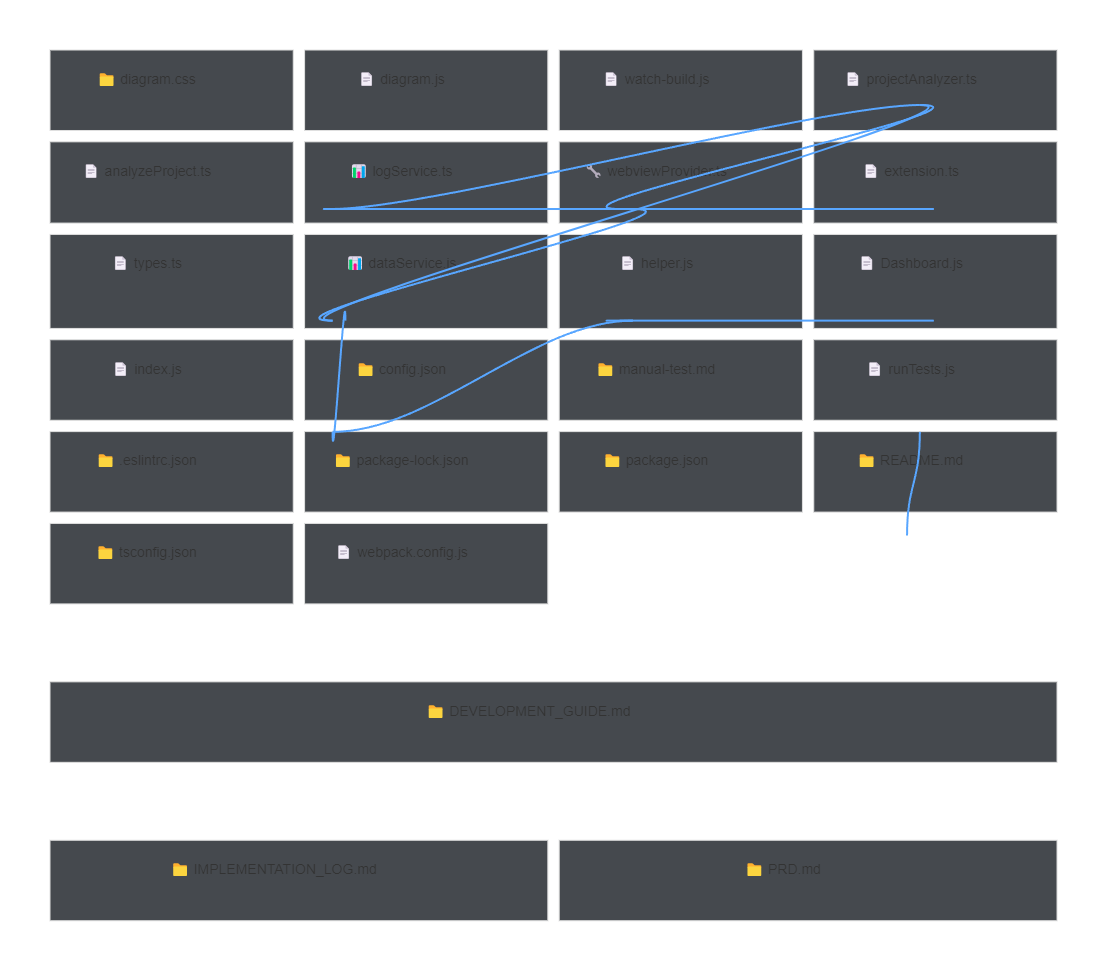 diagram.css
diagram.js
watch-build.js
projectAnalyzer.ts
analyzeProject.ts
logService.ts
webviewProvider.ts
extension.ts
types.ts
dataService.js
helper.js
Dashboard.js
index.js
config.json
manual-test.md
runTests.js
.eslintrc.json
package-lock.json
package.json
README.md
tsconfig.json
webpack.config.js
DEVELOPMENT_GUIDE.md
IMPLEMENTATION_LOG.md
PRD.md